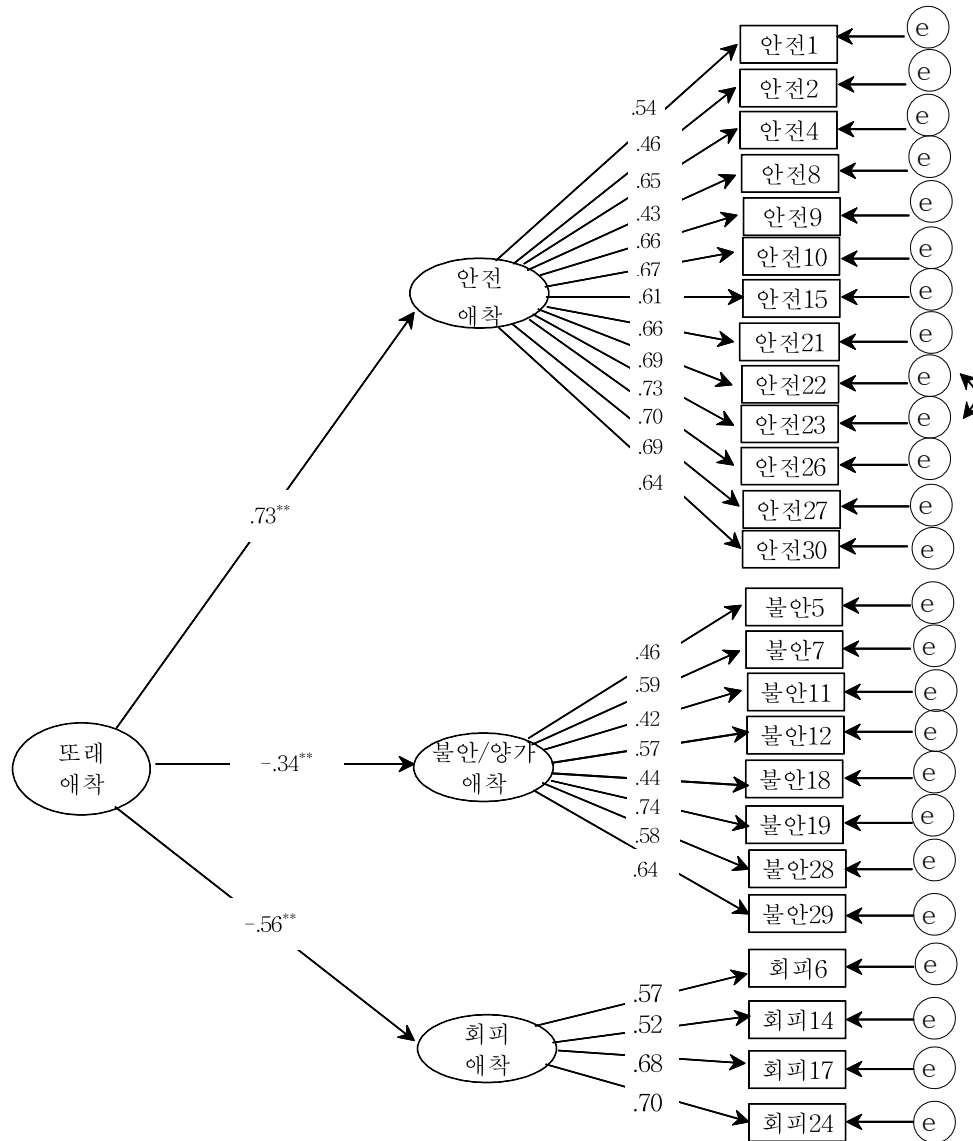 안전1
e
.54
안전2
e
.46
안전4
e
.65
안전8
e
.43
안전9
e
.66
안전10
e
.67
안전15
e
.61
안전21
e
.66
안전22
e
.69
안전23
e
.73
안전26
e
.70
안전27
e
.69
안전30
e
.64
안전
애착
.73**
불안5
e
.46
불안7
e
.59
불안11
e
.42
불안12
e
.57
불안18
e
.44
불안19
e
.74
불안28
e
.58
불안29
e
.64
또래
애착
-.34**
불안/양가
애착
-.56**
회피6
e
.57
회피14
e
.52
회피17
e
.68
회피24
e
.70
회피
애착